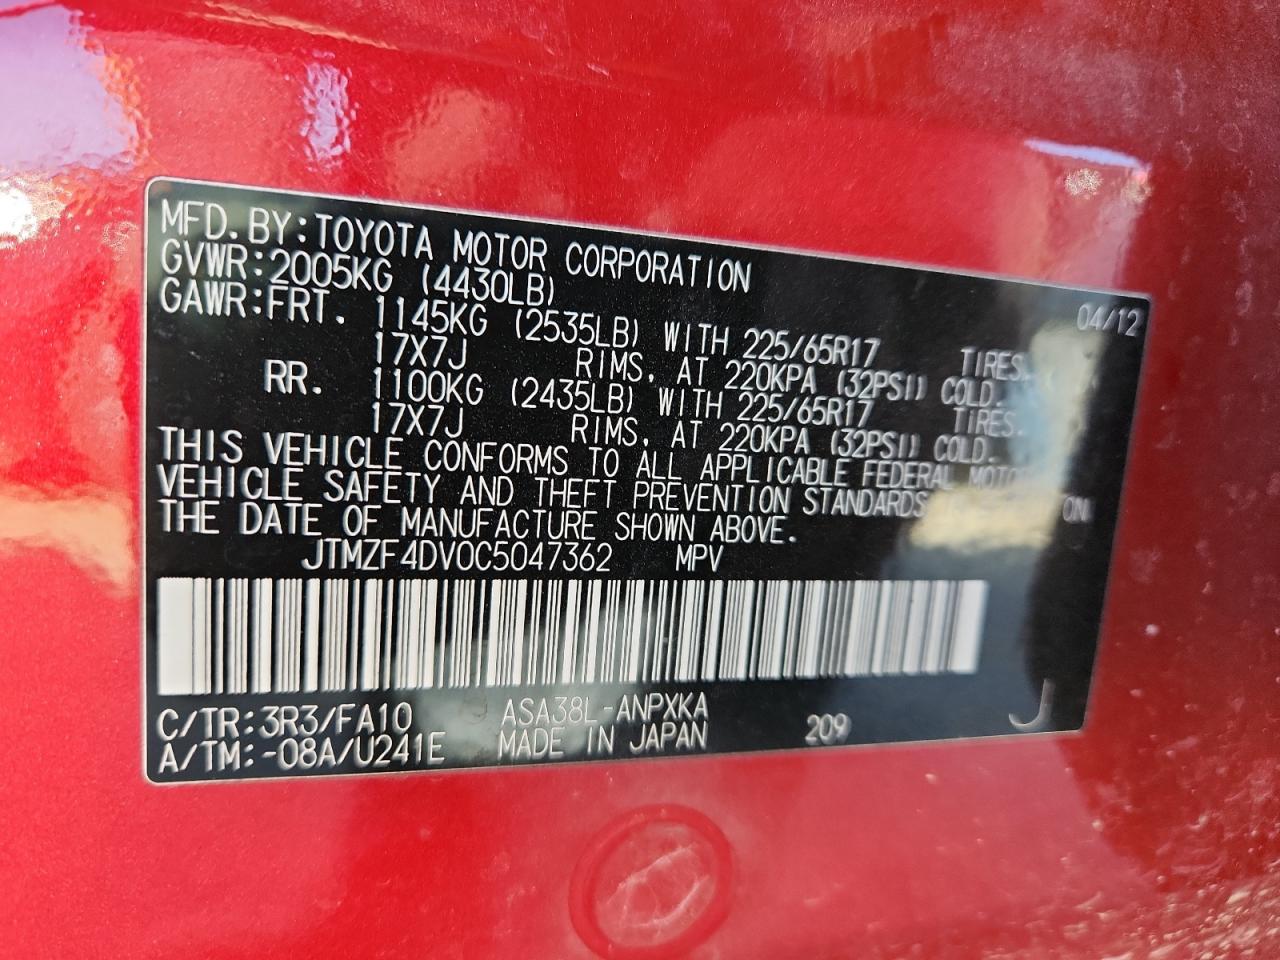 MFD. BY: TOYOTA MOTOR CORPORATION 04/12
GVWR: 2005KG (4430LB)
GAWR: FRT. 1145KG (2535LB) WITH 225/65R17 TIRES,
17X7J RIMS, AT 220KPA (32PSI) COLD.
RR. 1100KG (2435LB) WITH 225/65R17 TIRES,
17X7J RIMS, AT 220KPA (32PSI) COLD.
THIS VEHICLE CONFORMS TO ALL APPLICABLE FEDERAL MOTOR
VEHICLE SAFETY AND THEFT PREVENTION STANDARDS ON
THE DATE OF MANUFACTURE SHOWN ABOVE.
JTMZF4DV0C5047362 MPV
C/TR: 3R3/FA10 ASA38L-ANPXKA
A/TM: -08A/U241E MADE IN JAPAN 209 J